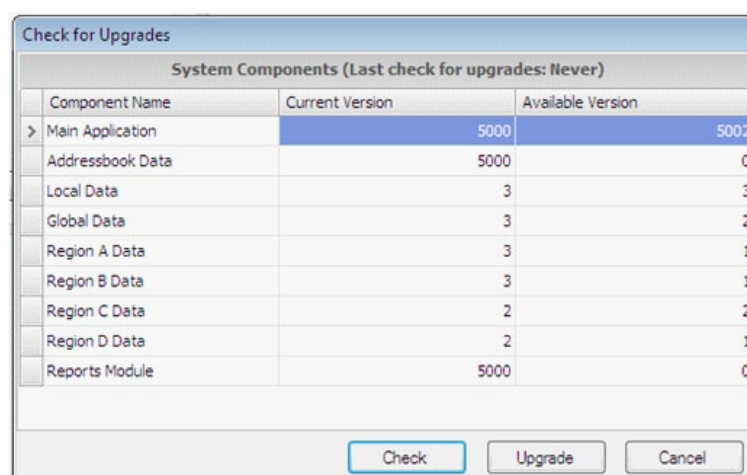 Check for Upgrades
System Components (Last check for upgrades: Never)
Component Name Current Version Available Version
> Main Application 5000 5002
Addressbook Data 5000 0
Local Data 3 3
Global Data 3 2
Region A Data 3 1
Region B Data 3 1
Region C Data 2 2
Region D Data 2 1
Reports Module 5000 0
Check Upgrade Cancel